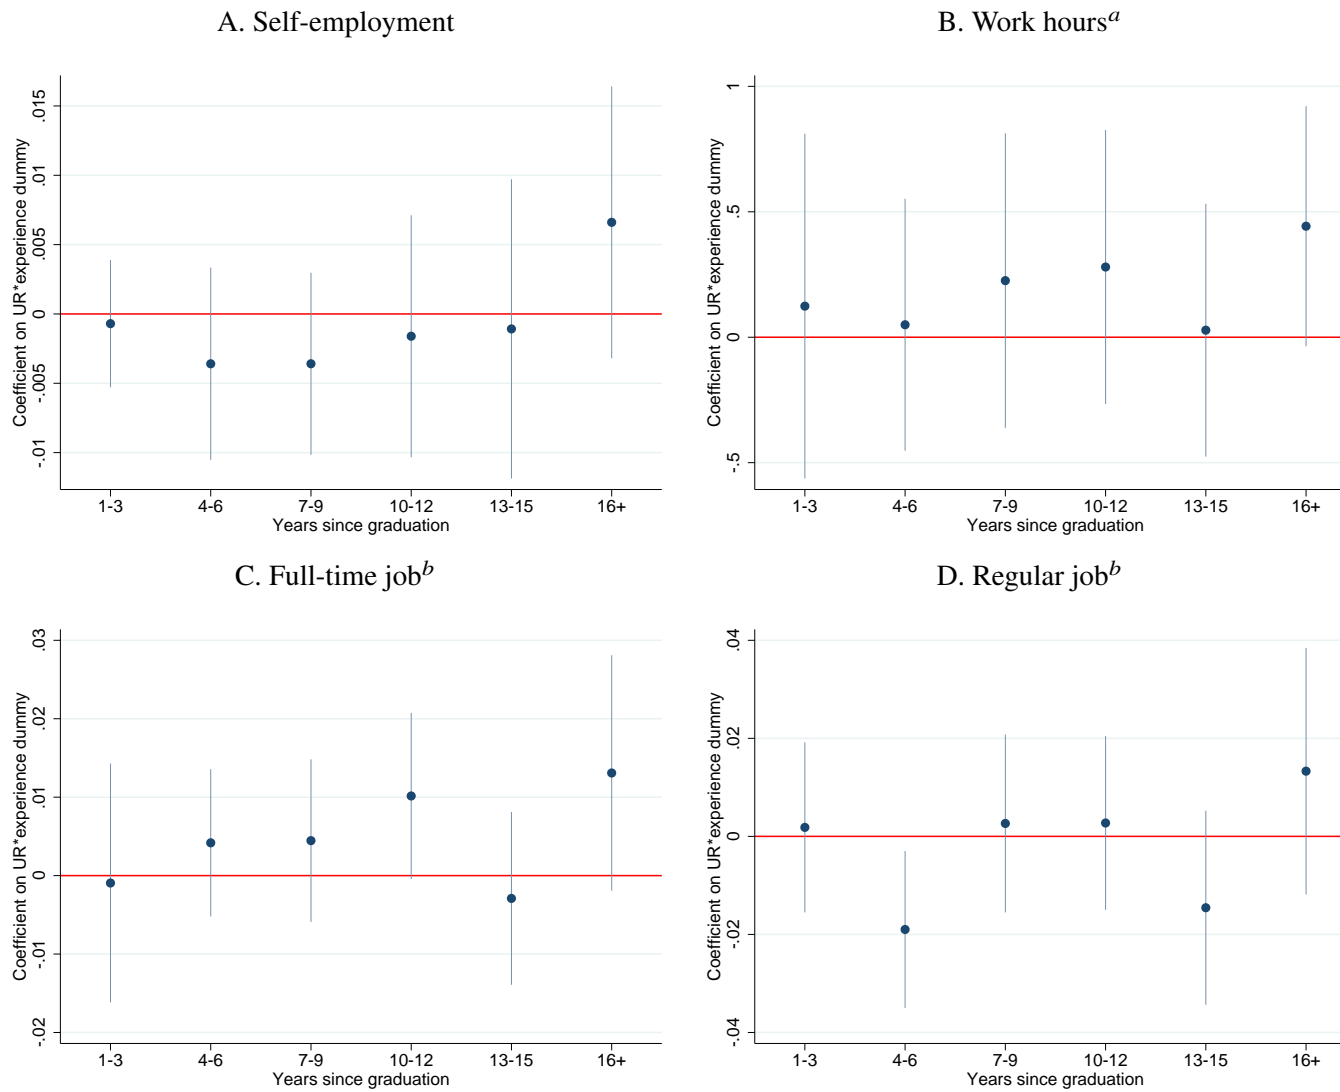 A. Self-employment
Coefficient on UR*experience dummy
.015
.01
.005
0
-.005
-.01
1-3 4-6 7-9 10-12 13-15 16+
Years since graduation
B. Work hours^a
Coefficient on UR*experience dummy
1
.5
0
-.5
1-3 4-6 7-9 10-12 13-15 16+
Years since graduation
C. Full-time job^b
Coefficient on UR*experience dummy
.03
.02
.01
0
-.01
-.02
1-3 4-6 7-9 10-12 13-15 16+
Years since graduation
D. Regular job^b
Coefficient on UR*experience dummy
.04
.02
0
-.02
-.04
1-3 4-6 7-9 10-12 13-15 16+
Years since graduation